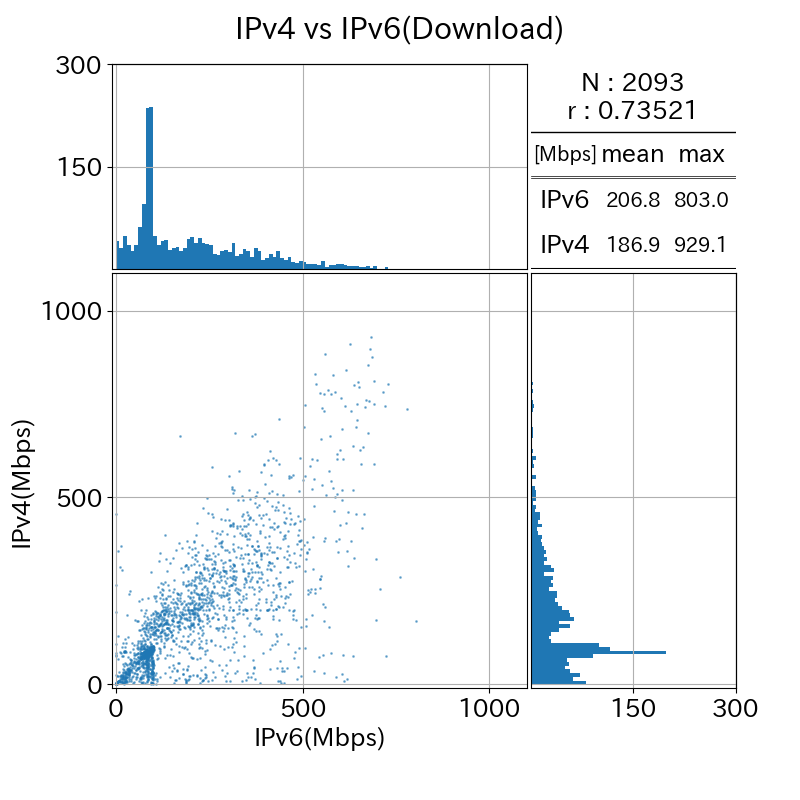 IPv4 vs IPv6(Download)
300
150
N : 2093
r : 0.73521
[Mbps] mean max
IPv6 206.8 803.0
IPv4 186.9 929.1
1000
500
0
IPv4(Mbps)
0 500 1000
150 300
IPv6(Mbps)